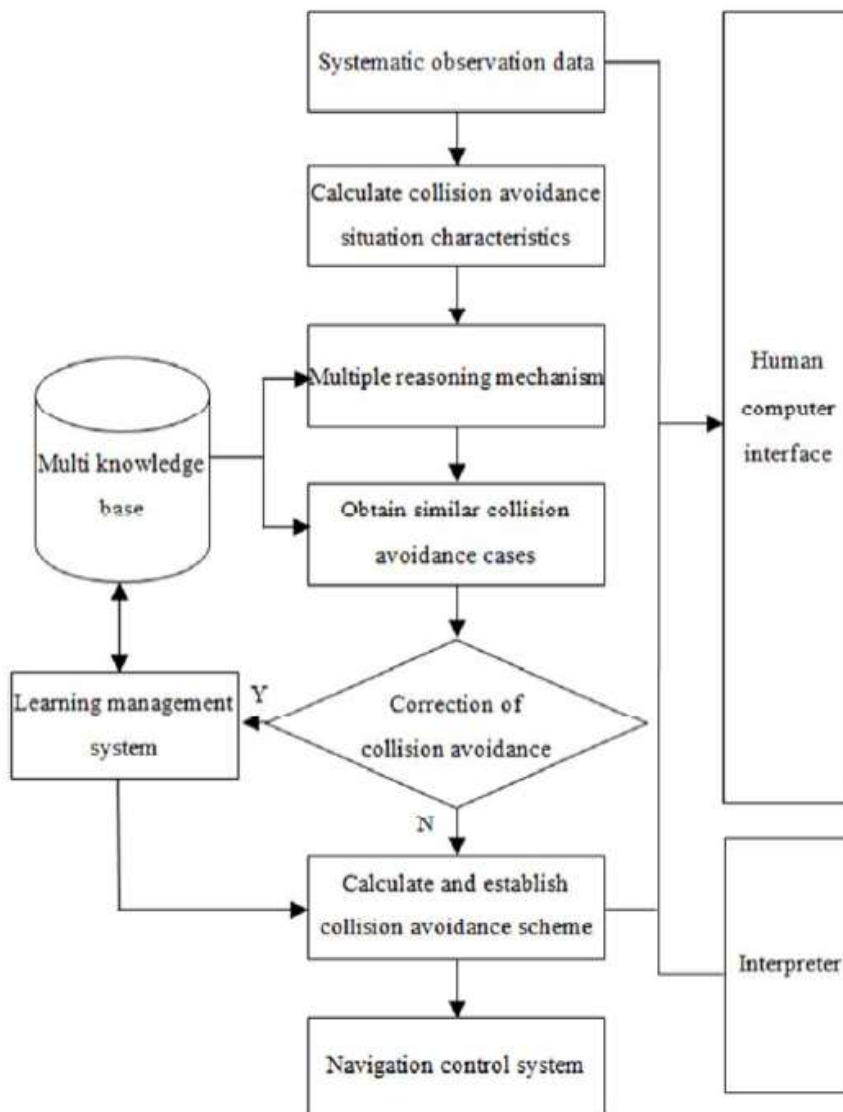 Systematic observation data
Calculate collision avoidance
situation characteristics
Multiple reasoning mechanism
Multi knowledge
base
Obtain similar collision
avoidance cases
Human
computer
interface
Learning management
system
Y
Correction of
collision avoidance
N
Calculate and establish
collision avoidance scheme
Interpreter
Navigation control system